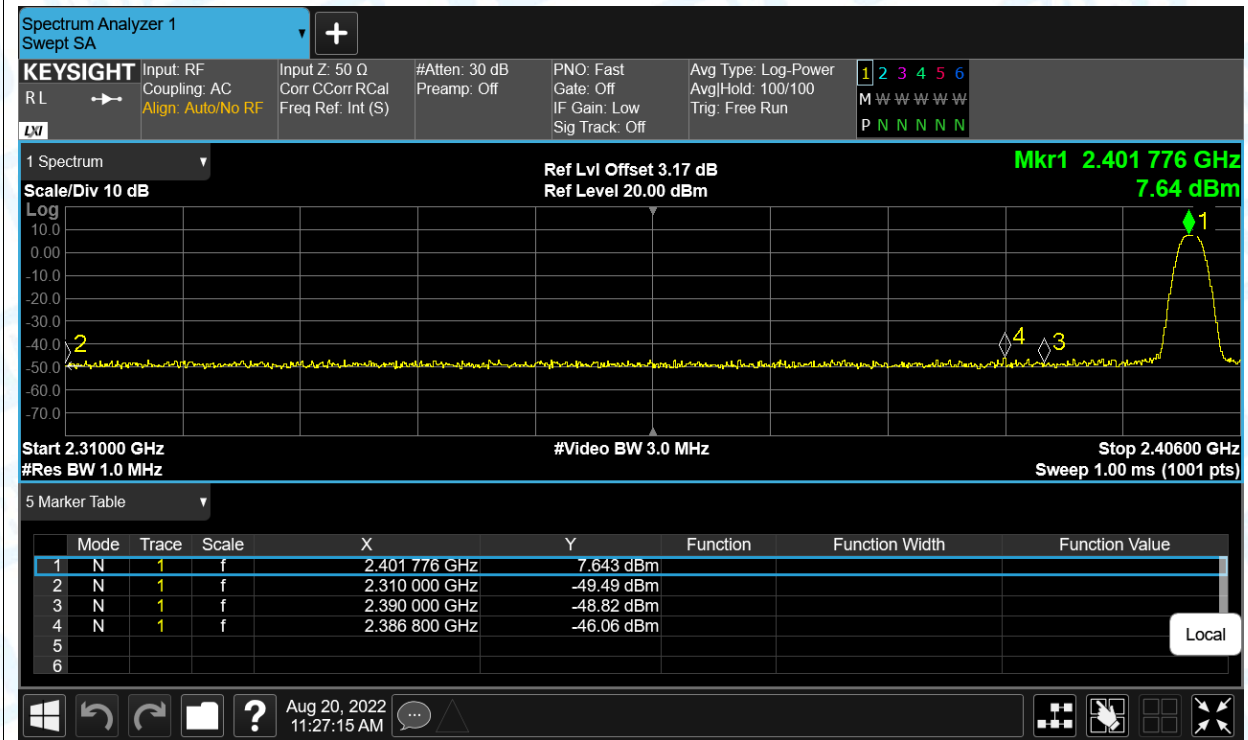 Spectrum Analyzer 1
Swept SA
+
KEYSIGHT Input: RF Input Z: 50 Ω #Atten: 30 dB PNO: Fast Avg Type: Log-Power 1 2 3 4 5 6
R L Coupling: AC Corr CCorr RCal Preamp: Off Gate: Off Avg|Hold: 100/100 M W W W W W
Align: Auto/No RF Freq Ref: Int (S) IF Gain: Low Trig: Free Run
LXI Sig Track: Off P N N N N N
1 Spectrum
Ref Lvl Offset 3.17 dB Mkr1 2.401 776 GHz
Scale/Div 10 dB Ref Level 20.00 dBm 7.64 dBm
Log
1
10.0
0.00
-10.0
-20.0
-30.0
-40.0
2 4 3
-50.0
-60.0
-70.0
Start 2.31000 GHz #Video BW 3.0 MHz Stop 2.40600 GHz
#Res BW 1.0 MHz Sweep 1.00 ms (1001 pts)
5 Marker Table
Mode Trace Scale X Y Function Function Width Function Value
1 N 1 f 2.401 776 GHz 7.643 dBm
2 N 1 f 2.310 000 GHz -49.49 dBm
3 N 1 f 2.390 000 GHz -48.82 dBm
4 N 1 f 2.386 800 GHz -46.06 dBm
5
6
Local
? Aug 20, 2022
11:27:15 AM